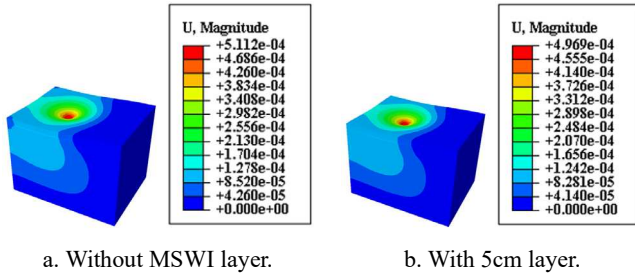 U, Magnitude
+5.112e-04
+4.686e-04
+4.260e-04
+3.834e-04
+3.408e-04
+2.982e-04
+2.556e-04
+2.130e-04
+1.704e-04
+1.278e-04
+8.520e-05
+4.260e-05
+0.000e+00
U, Magnitude
+4.969e-04
+4.555e-04
+4.140e-04
+3.726e-04
+3.312e-04
+2.898e-04
+2.484e-04
+2.070e-04
+1.656e-04
+1.242e-04
+8.281e-05
+4.140e-05
+0.000e+00
a. Without MSWI layer.
b. With 5cm layer.